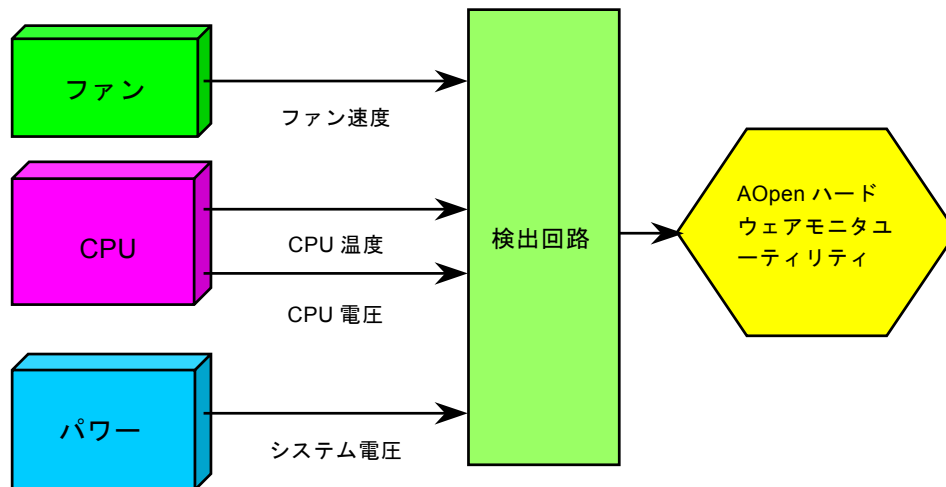 ファン
ファン速度
CPU
CPU 温度
CPU 電圧
パワー
システム電圧
検出回路
AOpen ハード
ウェアモニタユ
ーティリティ